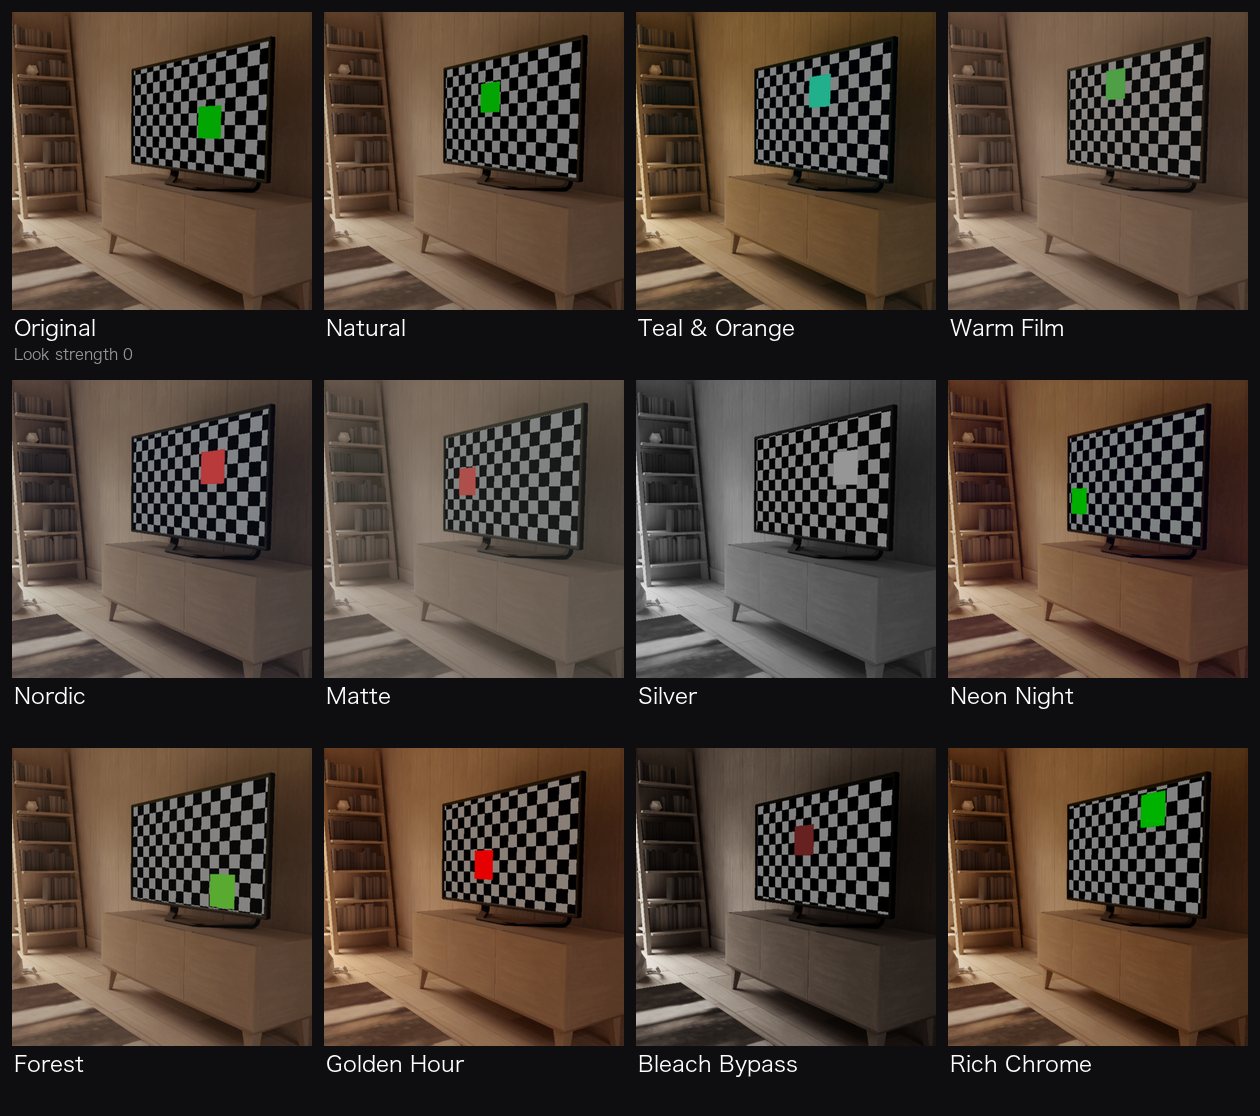 Original
Natural
Teal & Orange
Warm Film
Look strength 0
Nordic
Matte
Silver
Neon Night
Forest
Golden Hour
Bleach Bypass
Rich Chrome